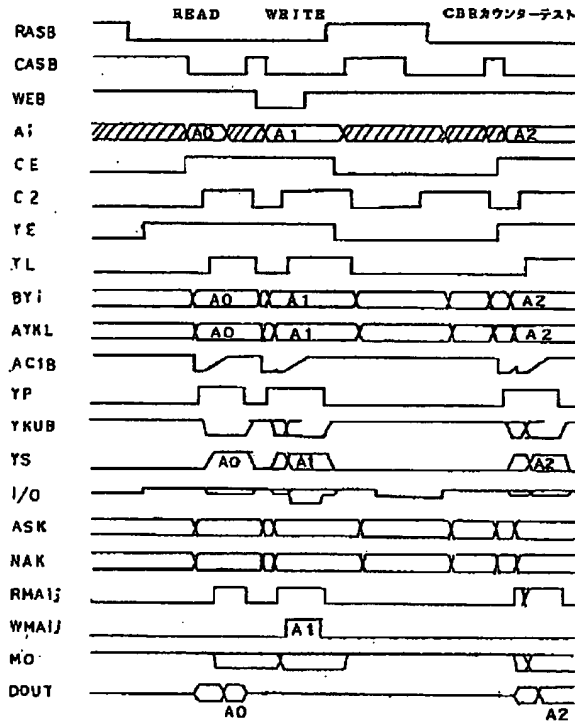 READ WRITE CBRカウンターテスト
RASB
CASB
WEB
Ai A0 A1 A2
CE
C2
YE
YL
BYi A0 A1 A2
AYKL A0 A1 A2
AC1B
YP
YKUB
YS A0 A1 A2
I/O
ASK
NAK
RMAij
WMAij A1
MO
DOUT A0 A2